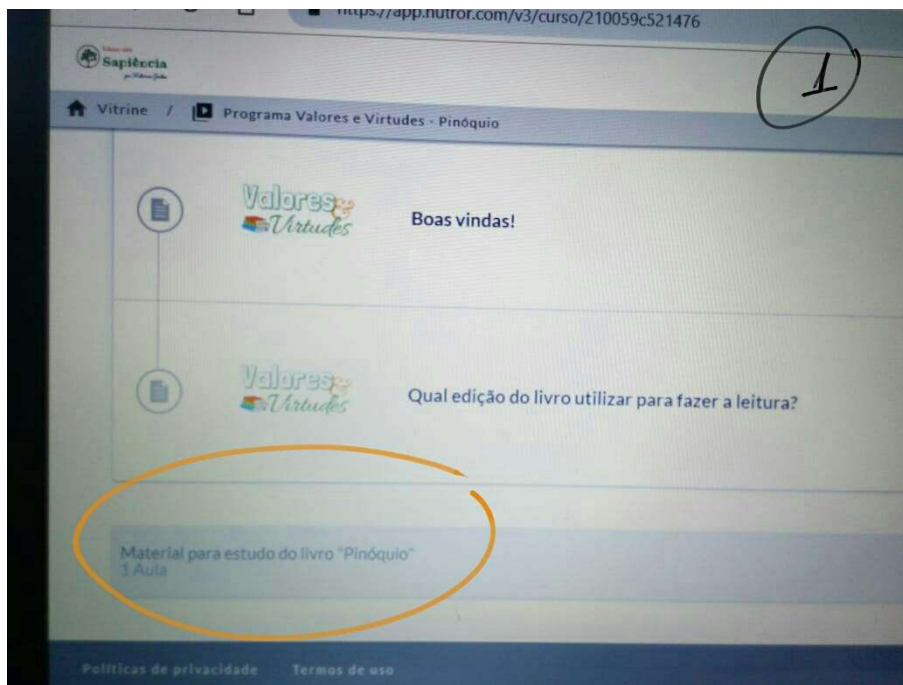 https://app.nutror.com/v3/curso/210059c521476
1
Sapiência
Vitrine / Programa Valores e Virtudes - Pinóquio
Valores &
Virtudes
Boas vindas!
Valores &
Virtudes
Qual edição do livro utilizar para fazer a leitura?
Material para estudo do livro "Pinóquio"
1 Aula
Políticas de privacidade Termos de uso